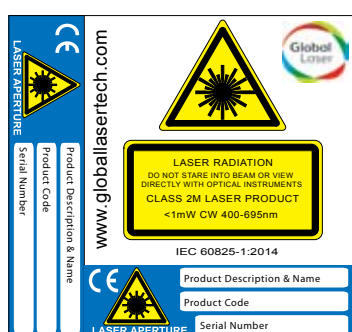 CE
LASER APERTURE
Product Description & Name
Product Code
Serial Number
www.globallasertech.com
Global
Laser
LASER RADIATION
DO NOT STARE INTO BEAM OR VIEW
DIRECTLY WITH OPTICAL INSTRUMENTS
CLASS 2M LASER PRODUCT
<1mW CW 400-695nm
IEC 60825-1:2014
CE
LASER APERTURE
Product Description & Name
Product Code
Serial Number